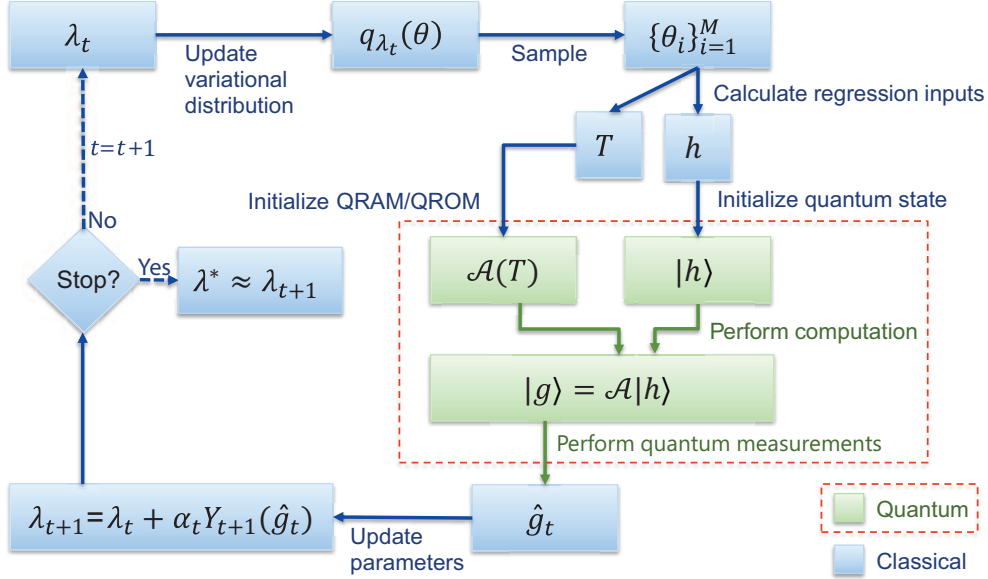 λ_t
Update
variational
distribution
q_{λ_t}(θ)
Sample
{θ_i}_{i=1}^M
Calculate regression inputs
T
h
t=t+1
Initialize QRAM/QROM
Initialize quantum state
No
Stop?
Yes
λ* ≈ λ_{t+1}
𝒜(T)
|h⟩
Perform computation
|g⟩ = 𝒜|h⟩
Perform quantum measurements
λ_{t+1}=λ_t + α_tY_{t+1}(ĝ_t)
Update
parameters
ĝ_t
Quantum
Classical